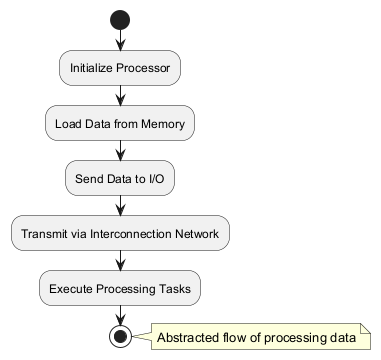 Initialize Processor
Load Data from Memory
Send Data to I/O
Transmit via Interconnection Network
Execute Processing Tasks
Abstracted flow of processing data